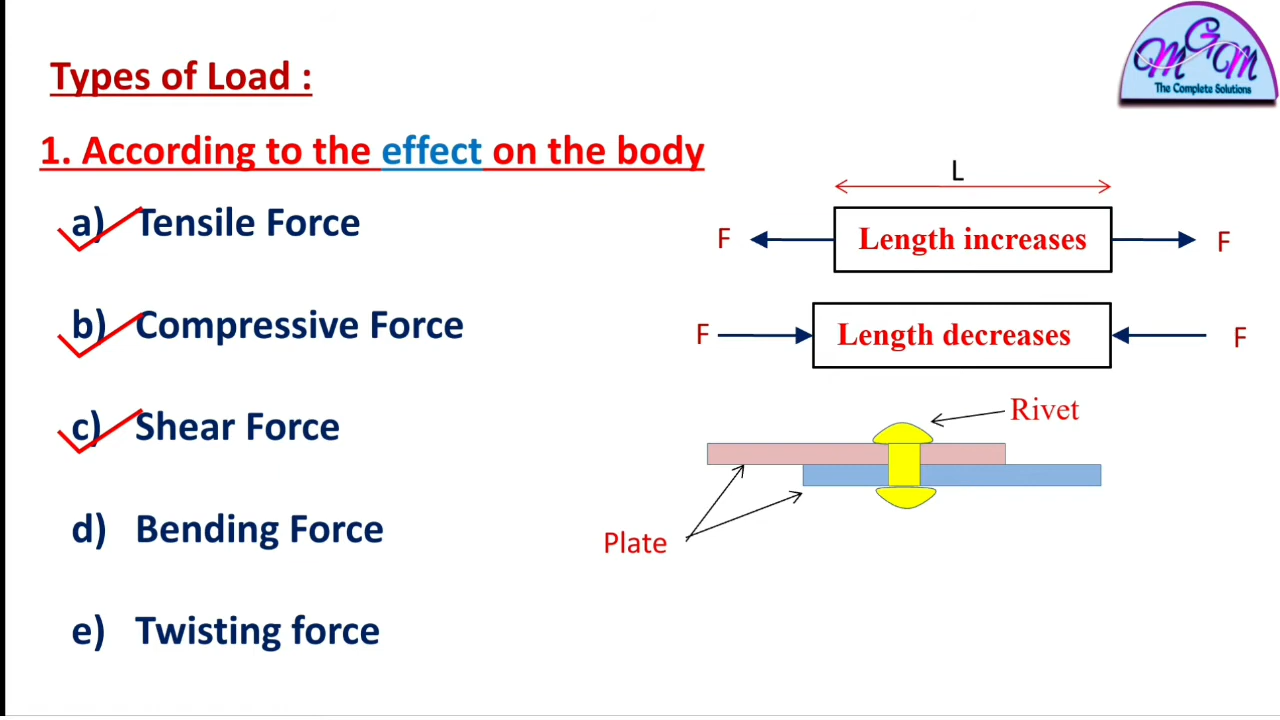 MGM
The Complete Solutions
Types of Load :
1. According to the effect on the body
a) Tensile Force
b) Compressive Force
c) Shear Force
d) Bending Force
e) Twisting force
L
F Length increases F
F Length decreases F
Rivet
Plate